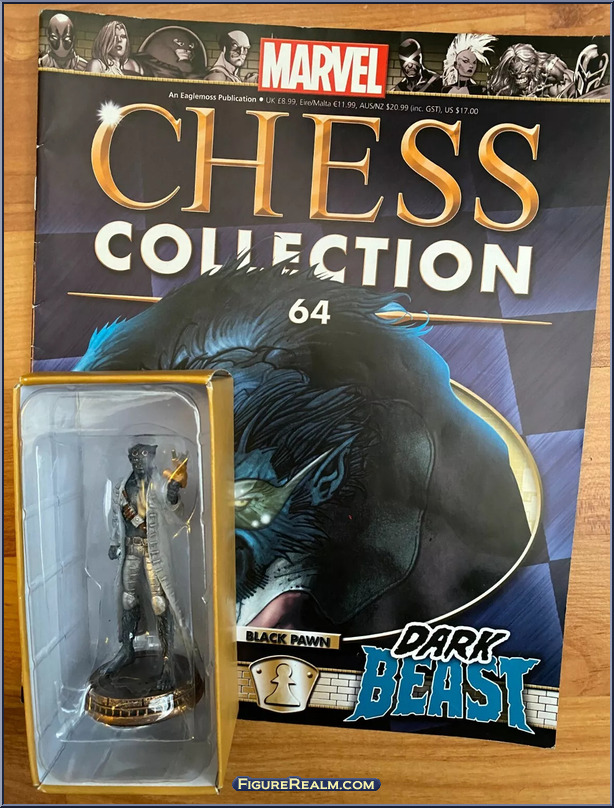 MARVEL
An Eaglemoss Publication • UK £8.99, Eire/Malta €11.99, AUS/NZ $20.99 (inc. GST), US $17.00
CHESS
COLLECTION
64
BLACK PAWN
DARK
BEAST
FIGUREREALM.COM